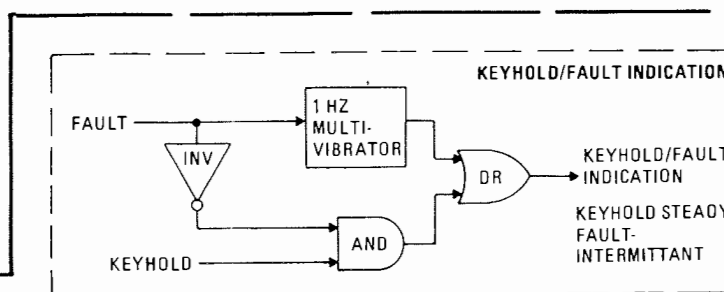 KEYHOLD/FAULT INDICATION
FAULT
1 HZ
MULTI-
VIBRATOR
INV
DR
KEYHOLD/FAULT
INDICATION
KEYHOLD STEADY
FAULT-
INTERMITTANT
AND
KEYHOLD